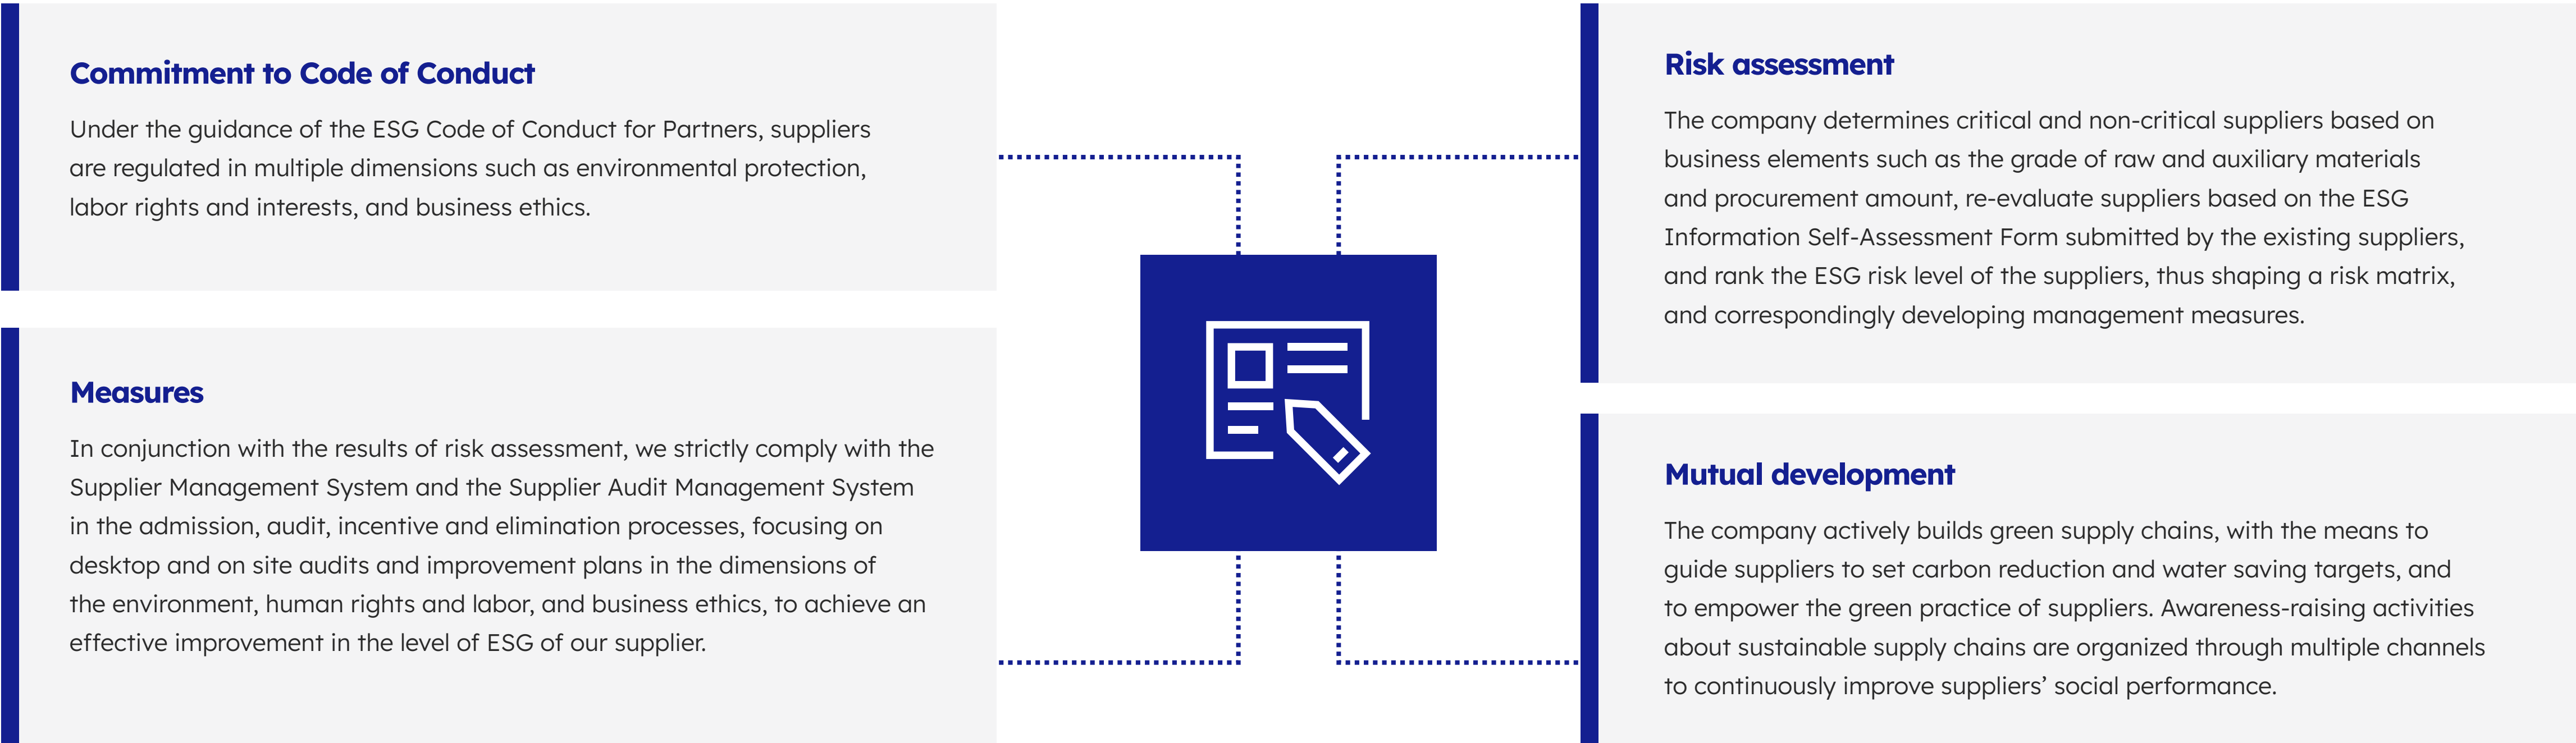 Commitment to Code of Conduct
Under the guidance of the ESG Code of Conduct for Partners, suppliers
are regulated in multiple dimensions such as environmental protection,
labor rights and interests, and business ethics.
Risk assessment
The company determines critical and non-critical suppliers based on
business elements such as the grade of raw and auxiliary materials
and procurement amount, re-evaluate suppliers based on the ESG
Information Self-Assessment Form submitted by the existing suppliers,
and rank the ESG risk level of the suppliers, thus shaping a risk matrix,
and correspondingly developing management measures.
Measures
In conjunction with the results of risk assessment, we strictly comply with the
Supplier Management System and the Supplier Audit Management System
in the admission, audit, incentive and elimination processes, focusing on
desktop and on site audits and improvement plans in the dimensions of
the environment, human rights and labor, and business ethics, to achieve an
effective improvement in the level of ESG of our supplier.
Mutual development
The company actively builds green supply chains, with the means to
guide suppliers to set carbon reduction and water saving targets, and
to empower the green practice of suppliers. Awareness-raising activities
about sustainable supply chains are organized through multiple channels
to continuously improve suppliers’ social performance.